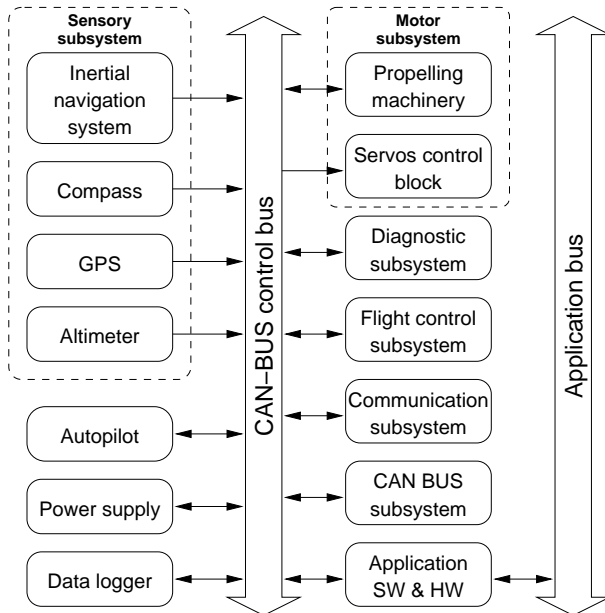 Sensory
subsystem
Inertial
navigation
system
Compass
GPS
Altimeter
Autopilot
Power supply
Data logger
CAN–BUS control bus
Motor
subsystem
Propelling
machinery
Servos control
block
Diagnostic
subsystem
Flight control
subsystem
Communication
subsystem
CAN BUS
subsystem
Application
SW & HW
Application bus